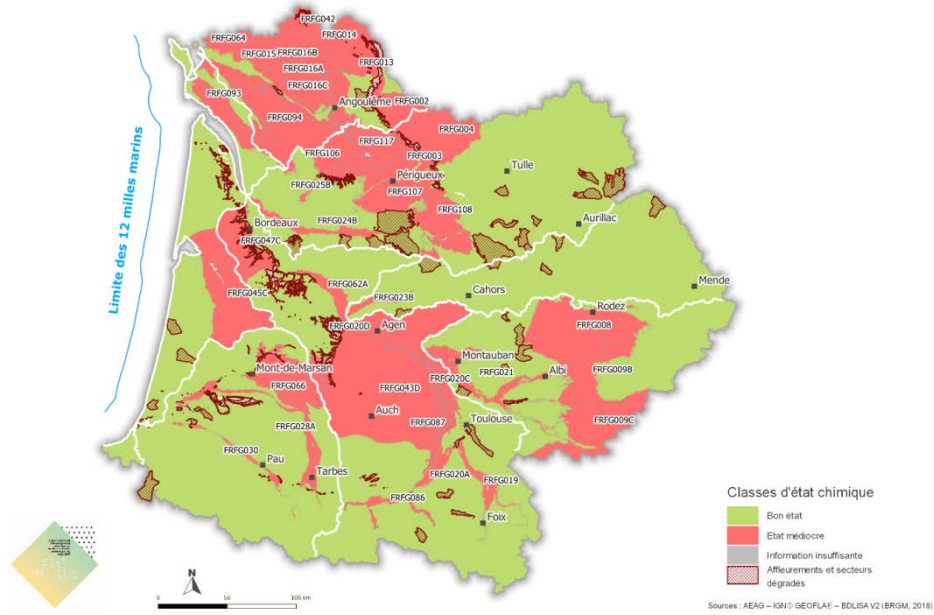 FRFG042
FRFG064
FRFG014
FRFG015
FRFG016B
FRFG016A
FRFG013
FRFG016C
FRFG093
FRFG002
Angoulême
FRFG094
FRFG004
FRFG117
FRFG106
FRFG003
Tulle
Périgueux
FRFG025B
FRFG107
FRFG108
FRFG024B
Aurillac
Bordeaux
FRFG047C
Limite des 12 milles marins
FRFG062A
Mende
FRFG045C
FRFG023B
Cahors
Rodez
FRFG020D
Agen
FRFG008
Montauban
FRFG021
Albi
FRFG009B
Mont-de-Marsan
FRFG020C
FRFG066
FRFG043D
Auch
FRFG087
Toulouse
FRFG009C
FRFG028A
FRFG030
Pau
Tarbes
FRFG020A
FRFG019
FRFG086
Foix
Classes d'état chimique
Bon état
Etat médiocre
Information insuffisante
Affleurements et secteurs
dégradés
ETAT
DES LIEUX
N
0 50 100 km
Sources : AEAG – IGN© GEOFLA® – BDLISA V2 (BRGM, 2018)